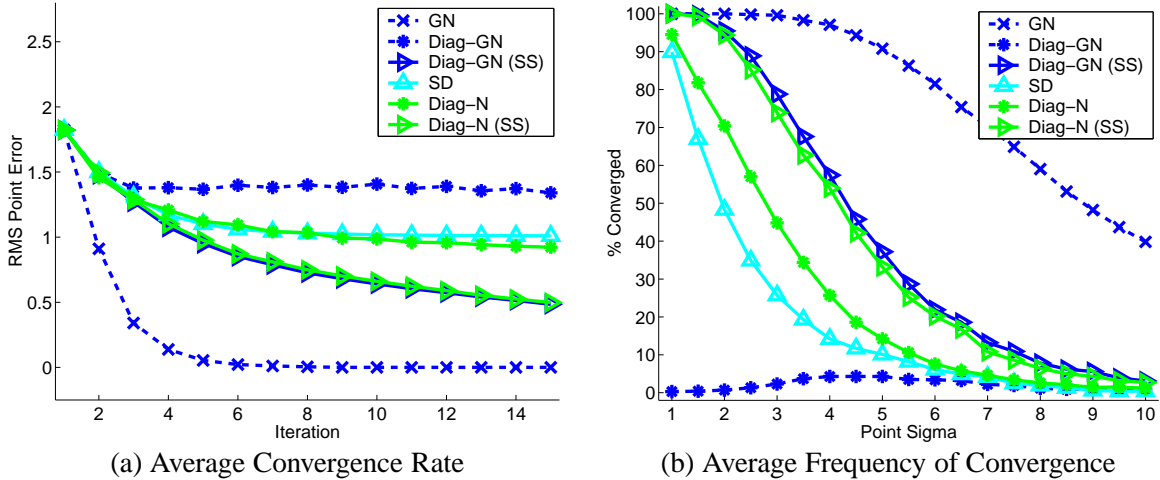 GN
Diag–GN
Diag–GN (SS)
SD
Diag–N
Diag–N (SS)
2.5
2
1.5
1
0.5
0
RMS Point Error
2 4 6 8 10 12 14
Iteration
(a) Average Convergence Rate
GN
Diag–GN
Diag–GN (SS)
SD
Diag–N
Diag–N (SS)
100
90
80
70
60
50
40
30
20
10
0
% Converged
1 2 3 4 5 6 7 8 9 10
Point Sigma
(b) Average Frequency of Convergence